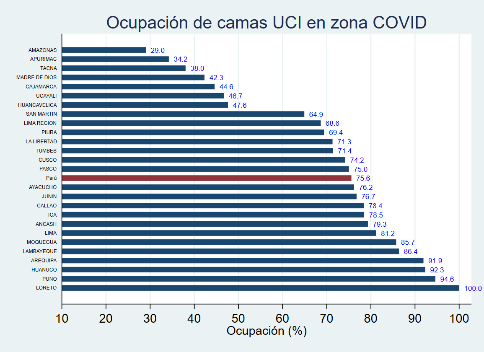 Ocupación de camas UCI en zona COVID
AMAZONAS 29.0
APURIMAC 34.2
TACNA 38.0
MADRE DE DIOS 42.3
CAJAMARCA 44.6
UCAYALI 46.7
HUANCAVELICA 47.6
SAN MARTIN 64.9
LIMA REGION 68.6
PIURA 69.4
LA LIBERTAD 71.3
TUMBES 71.4
CUSCO 74.2
PASCO 75.0
Perú 75.6
AYACUCHO 76.2
JUNIN 76.7
CALLAO 78.4
ICA 78.5
ANCASH 79.3
LIMA 81.2
MOQUEGUA 85.7
LAMBAYEQUE 86.4
AREQUIPA 91.9
HUANUCO 92.3
PUNO 94.6
LORETO 100.0
10 20 30 40 50 60 70 80 90 100
Ocupación (%)